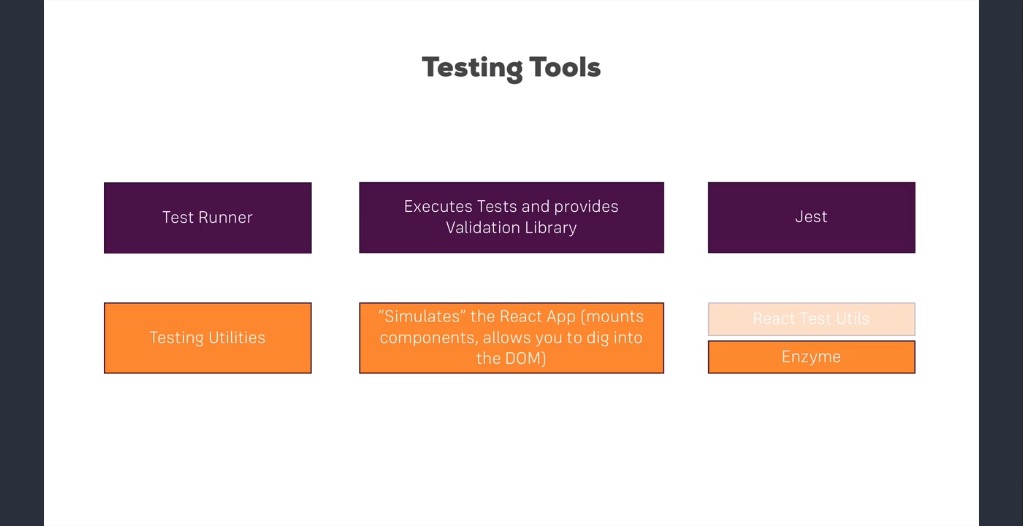 Testing Tools
Test Runner
Executes Tests and provides
Validation Library
Jest
Testing Utilities
"Simulates" the React App (mounts
components, allows you to dig into
the DOM)
React Test Utils
Enzyme